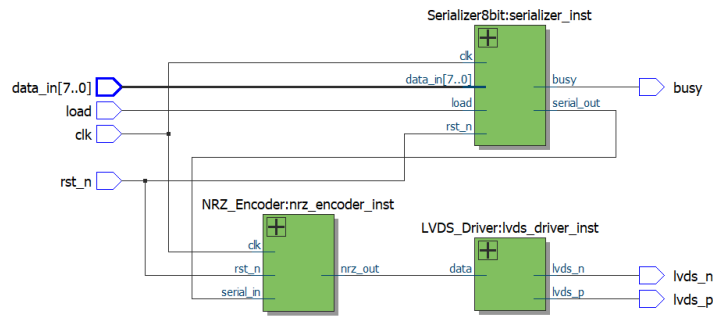 Serializer8bit:serializer_inst
clk
data_in[7..0]
data_in[7..0]
busy
busy
load
load
serial_out
clk
rst_n
rst_n
NRZ_Encoder:nrz_encoder_inst
LVDS_Driver:lvds_driver_inst
clk
rst_n
nrz_out
data
lvds_n
lvds_n
serial_in
lvds_p
lvds_p